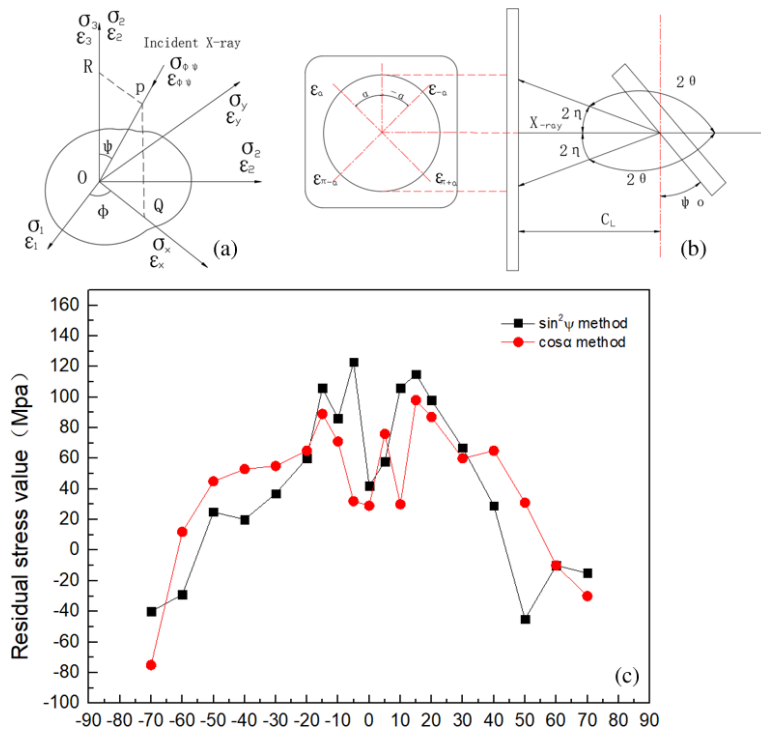 (a)
σ₃ σ₂
ε₃ ε₂
Incident X-ray
σΦψ
εΦψ
R
p
σy
εy
ψ
O
σ₂
ε₂
Φ
Q
σ₁
ε₁
σx
εx
(a)
εα
α
-α
ε-α
επ-α
επ+α
X-ray
2η
2η
2θ
2θ
ψo
CL
(b)
Residual stress value（Mpa）
160
140
120
100
80
60
40
20
0
-20
-40
-60
-80
-100
sin²ψ method
cosα method
(c)
-90 -80 -70 -60 -50 -40 -30 -20 -10 0 10 20 30 40 50 60 70 80 90